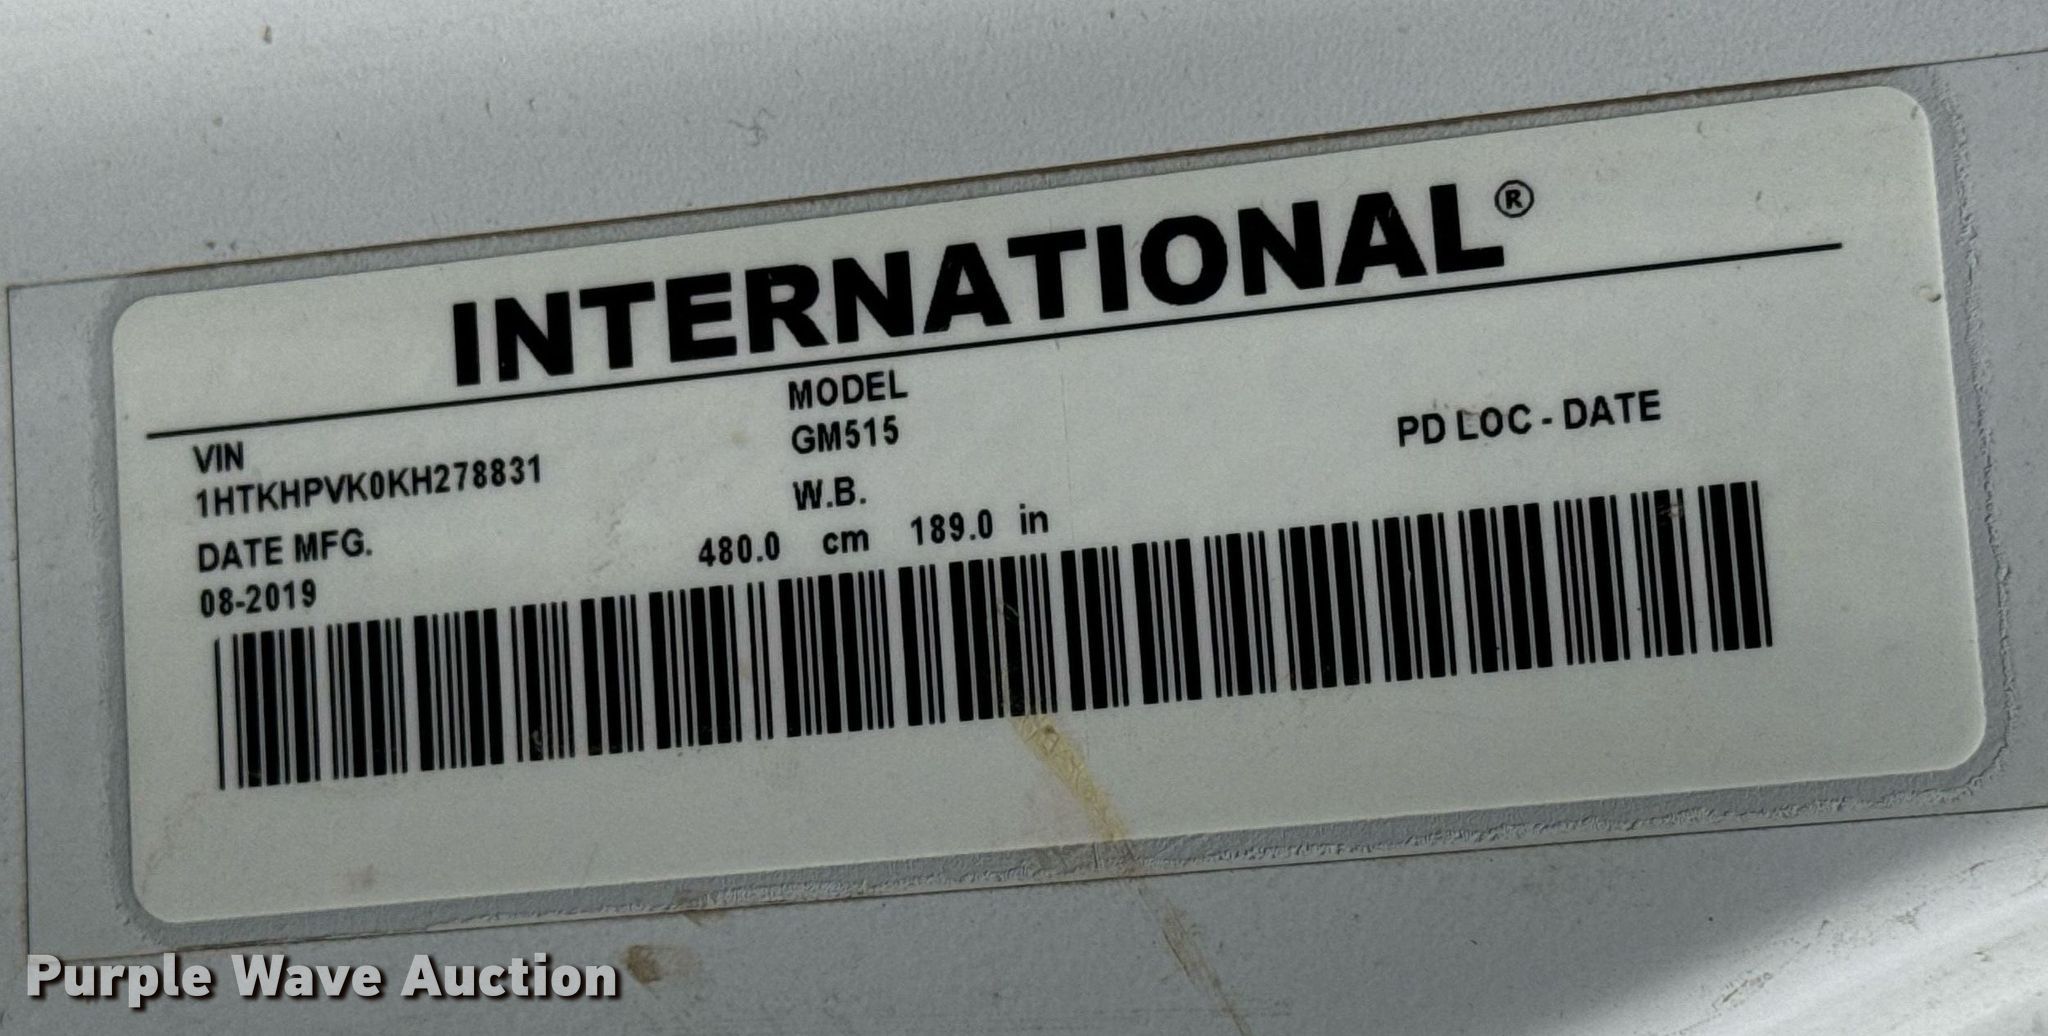 INTERNATIONAL®
VIN
1HTKHPVK0KH278831
DATE MFG.
08-2019
MODEL
GM515
W.B.
480.0 cm 189.0 in
PD LOC - DATE
Purple Wave Auction